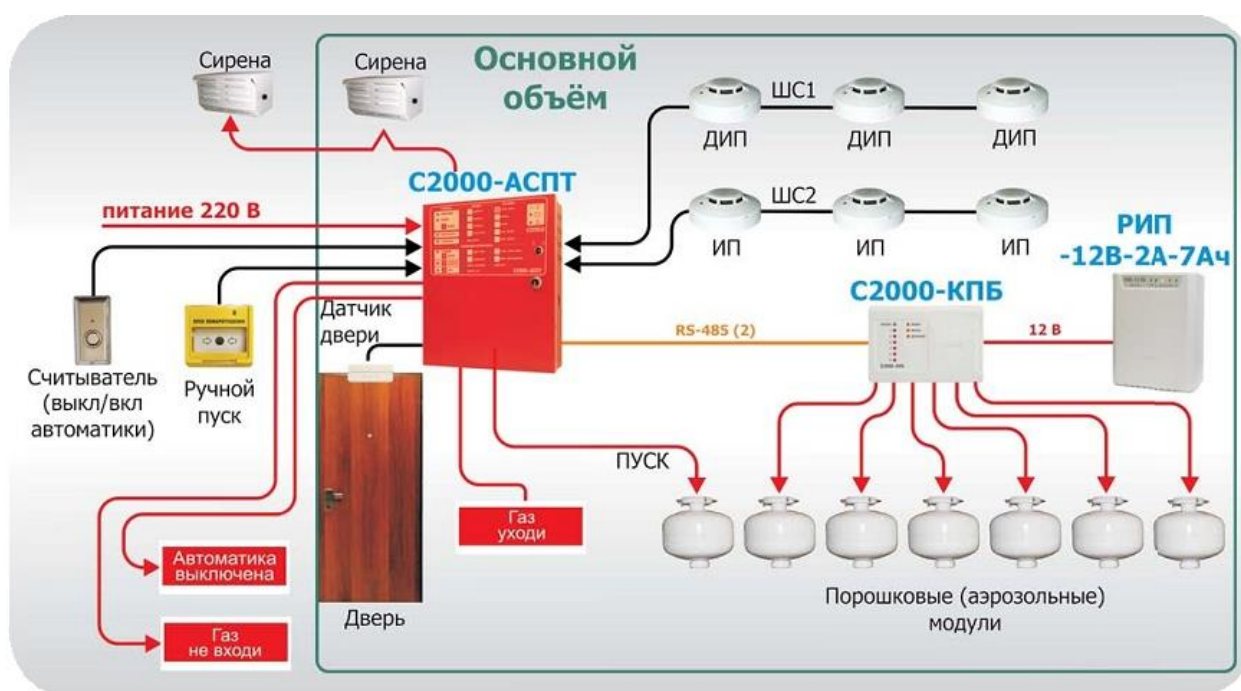 Сирена
Сирена
Основной
объём
ШС1
ДИП
ДИП
ДИП
С2000-АСПТ
питание 220 В
ШС2
ИП
ИП
ИП
РИП
-12В-2А-7Ач
С2000-КПБ
RS-485 (2)
12 В
Датчик
двери
Считыватель
(выкл/вкл
автоматики)
Ручной
пуск
ПУСК
Газ
уходи
Автоматика
выключена
Газ
не входи
Дверь
Порошковые (аэрозольные)
модули